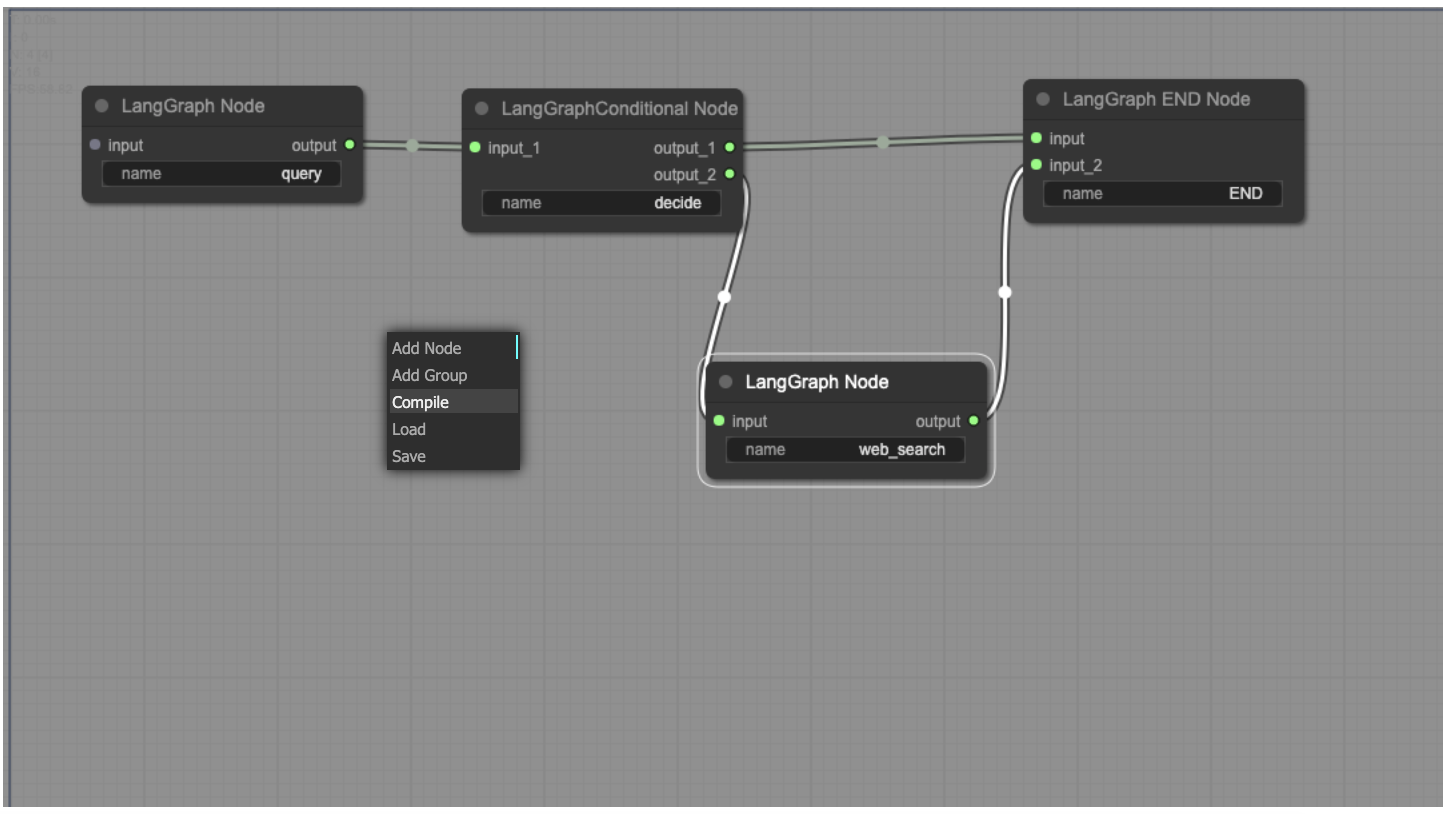 LangGraph Node
input output
name query
LangGraphConditional Node
input_1 output_1
output_2
name decide
LangGraph END Node
input
input_2
name END
Add Node
Add Group
Compile
Load
Save
LangGraph Node
input output
name web_search